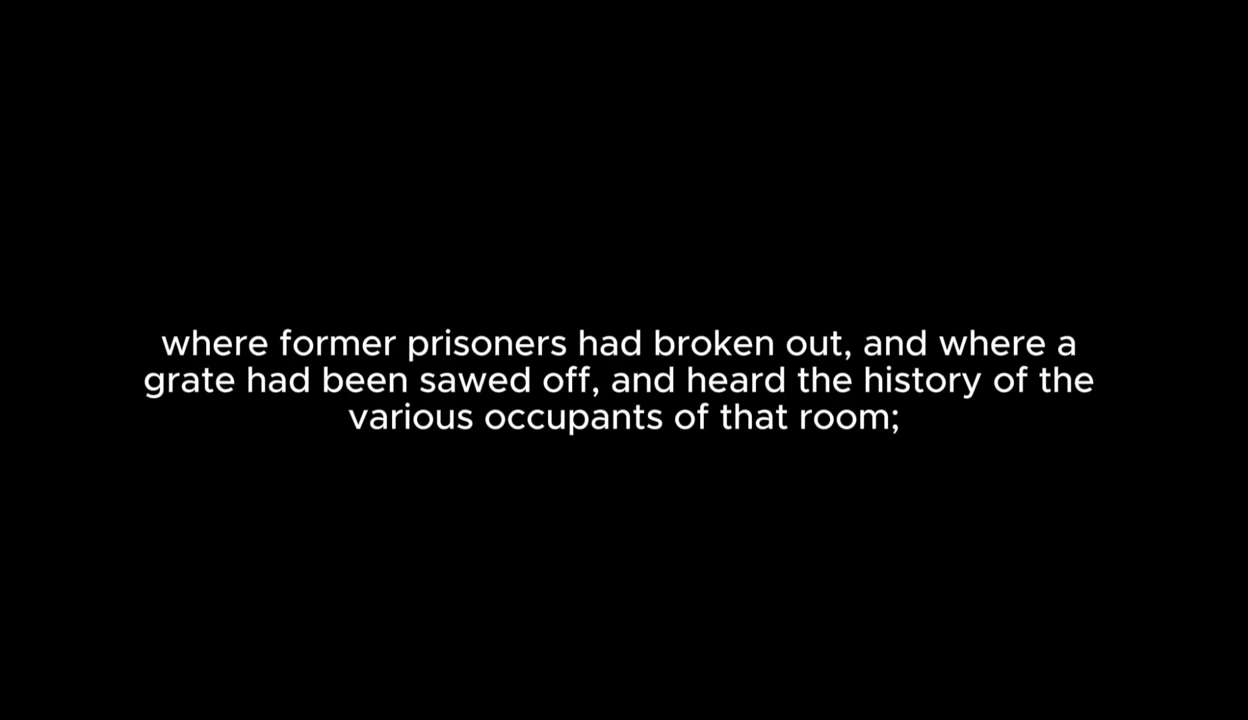 where former prisoners had broken out, and where a
grate had been sawed off, and heard the history of the
various occupants of that room;